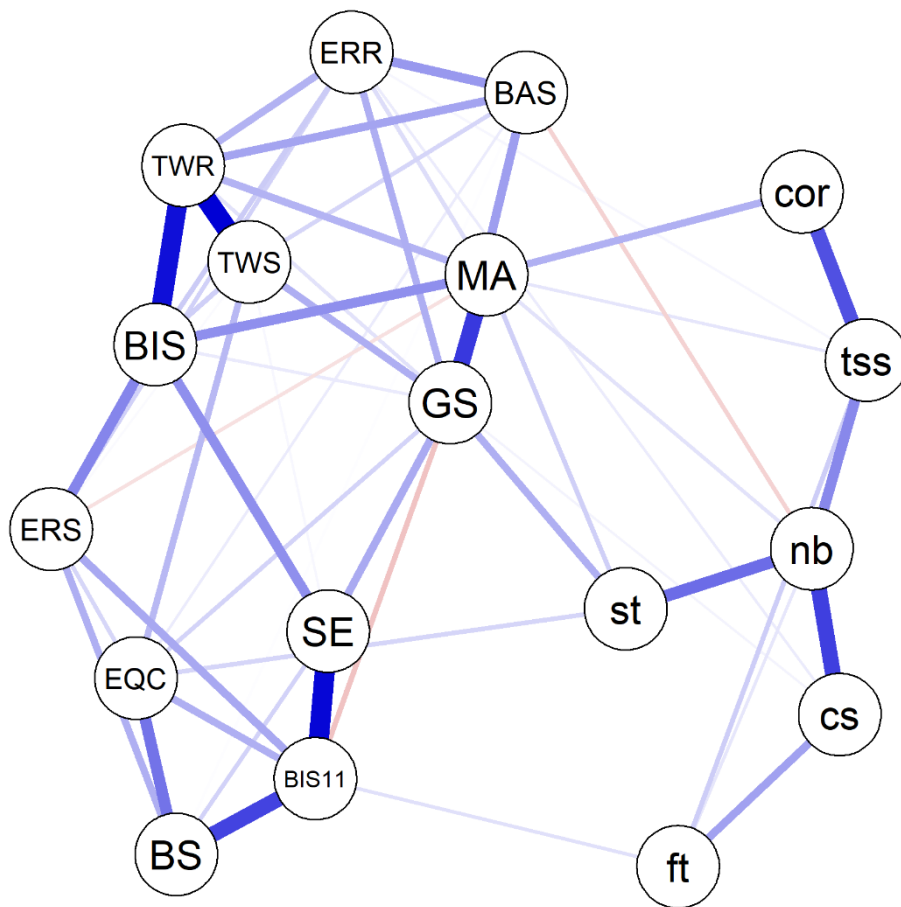 ERR
BAS
TWR
cor
TWS
MA
BIS
tss
GS
ERS
nb
st
SE
EQC
cs
BIS11
BS
ft